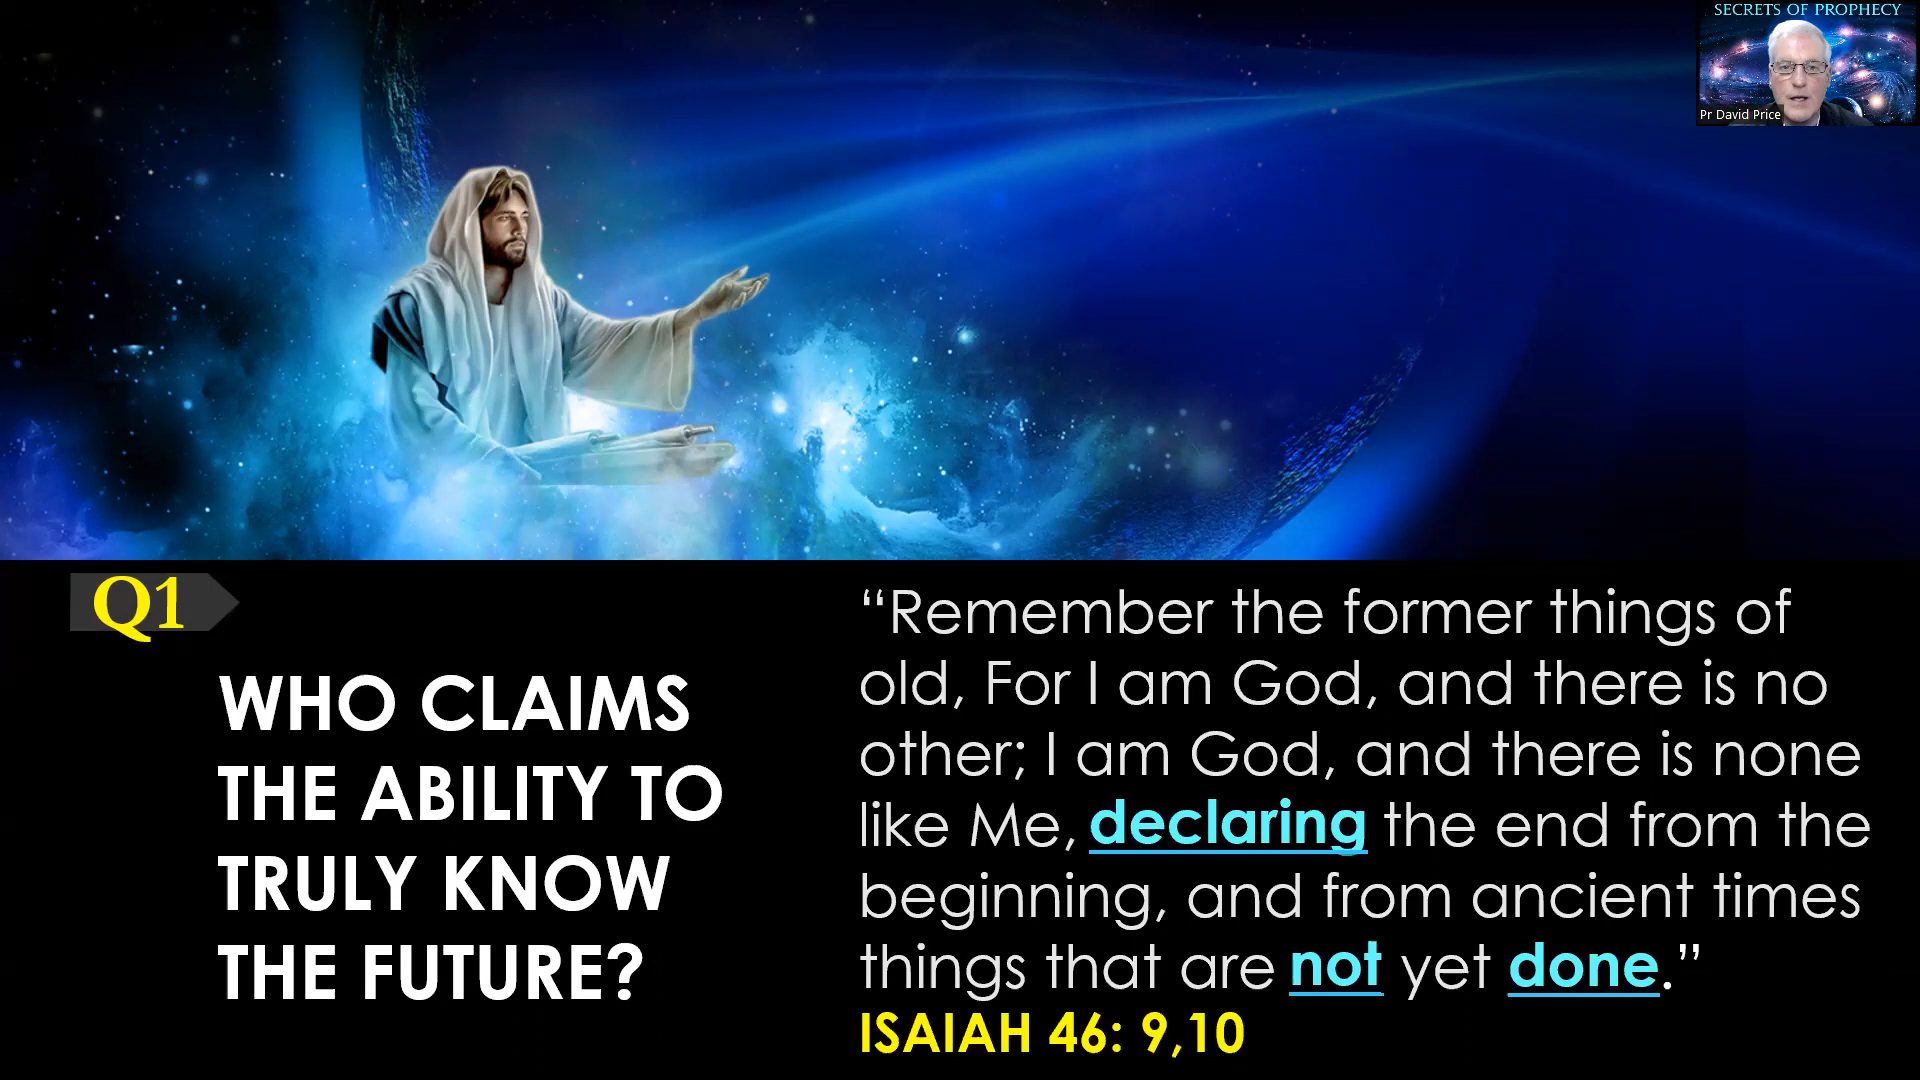 SECRETS OF PROPHECY
Pr David Price
Q1
WHO CLAIMS
THE ABILITY TO
TRULY KNOW
THE FUTURE?
“Remember the former things of
old, For I am God, and there is no
other; I am God, and there is none
like Me, declaring the end from the
beginning, and from ancient times
things that are not yet done.”
ISAIAH 46: 9,10